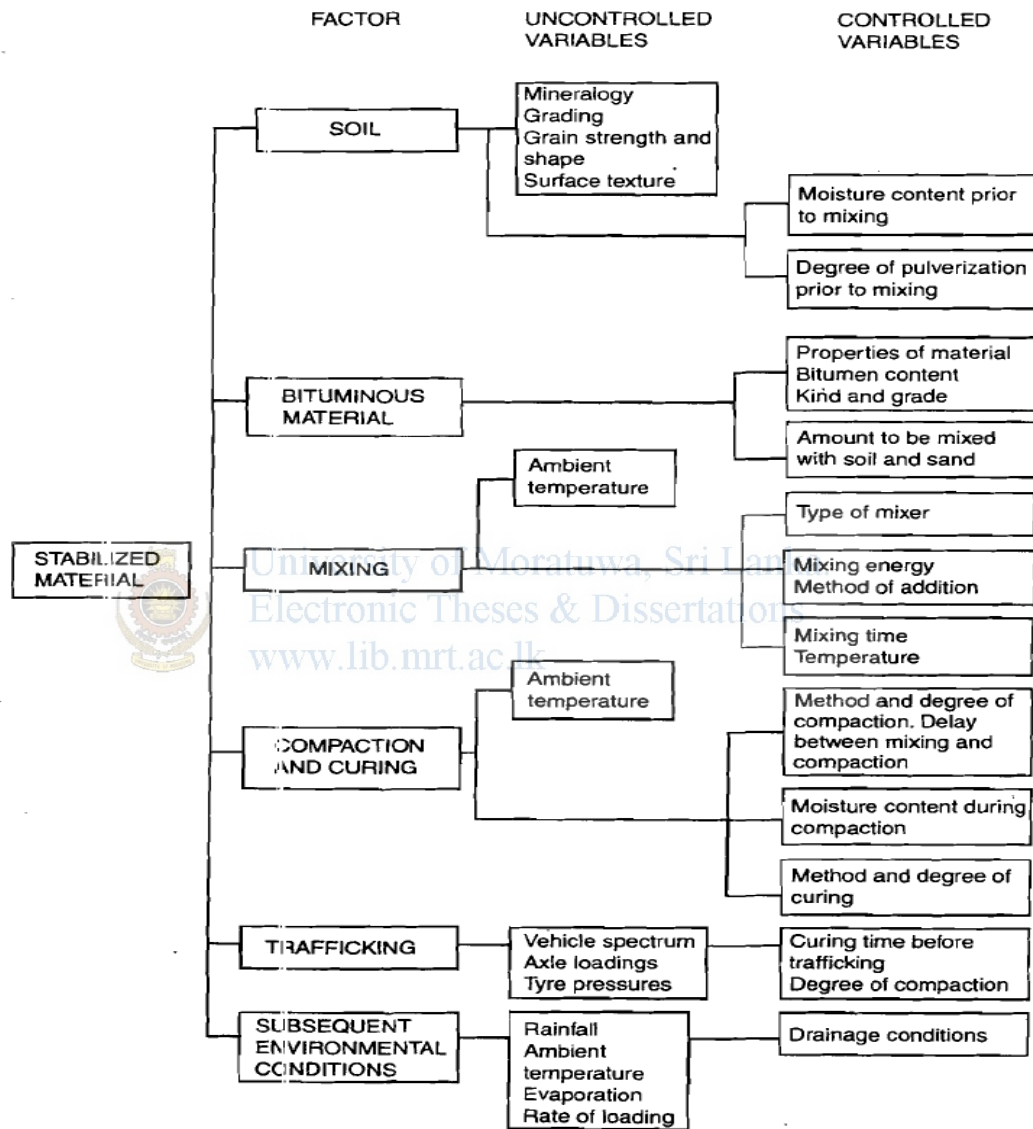 FACTOR
UNCONTROLLED
VARIABLES
CONTROLLED
VARIABLES
SOIL
Mineralogy
Grading
Grain strength and
shape
Surface texture
Moisture content prior
to mixing
Degree of pulverization
prior to mixing
BITUMINOUS
MATERIAL
Properties of material
Bitumen content
Kind and grade
Amount to be mixed
with soil and sand
STABILIZED
MATERIAL
MIXING
Ambient
temperature
Type of mixer
Mixing energy
Method of addition
Mixing time
Temperature
University of Moratuwa, Sri Lanka.
Electronic Theses & Dissertations
www.lib.mrt.ac.lk
COMPACTION
AND CURING
Ambient
temperature
Method and degree of
compaction. Delay
between mixing and
compaction
Moisture content during
compaction
Method and degree of
curing
TRAFFICKING
Vehicle spectrum
Axle loadings
Tyre pressures
Curing time before
trafficking
Degree of compaction
SUBSEQUENT
ENVIRONMENTAL
CONDITIONS
Rainfall
Ambient
temperature
Evaporation
Rate of loading
Drainage conditions